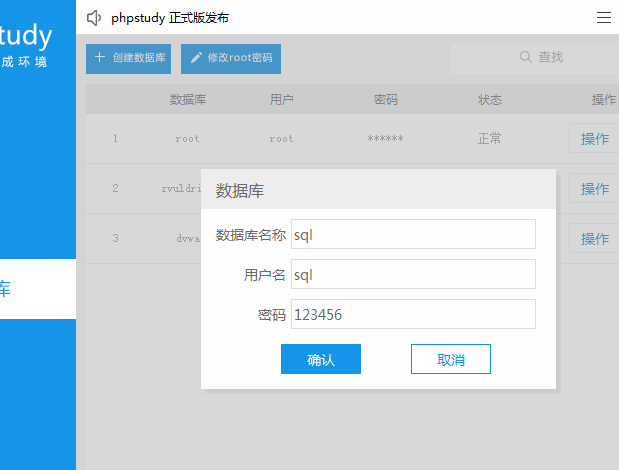 tudy
成环境
phpstudy 正式版发布
创建数据库
修改root密码
查找
数据库 用户 密码 状态 操作
1 root root ****** 正常 操作
2 zvuldri 操作
3 dvwa 操作
库
数据库
数据库名称 sql
用户名 sql
密码 123456
确认
取消